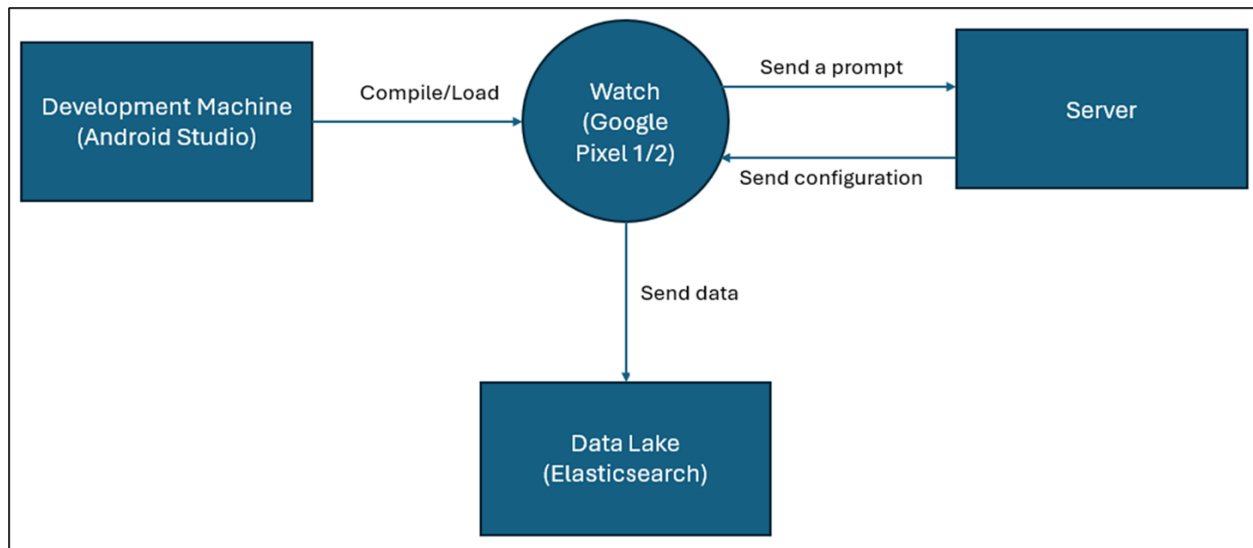 Development Machine
(Android Studio)
Compile/Load
Watch
(Google
Pixel 1/2)
Send a prompt
Server
Send configuration
Send data
Data Lake
(Elasticsearch)